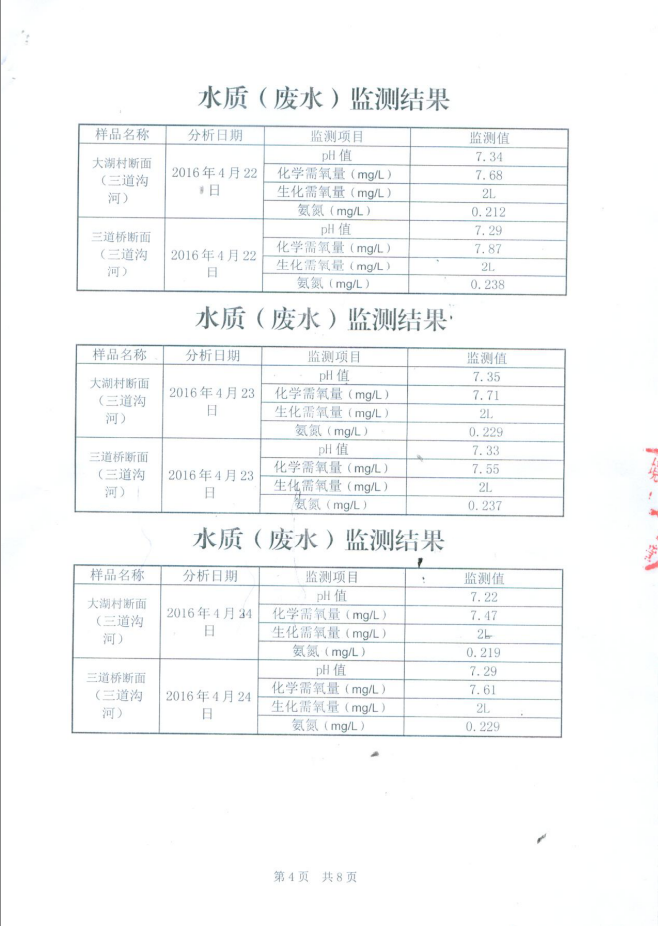 水质（废水）监测结果
样品名称 分析日期 监测项目 监测值
大湖村断面（三道沟河） 2016年4月22日 pH值 7.34
化学需氧量（mg/L） 7.68
生化需氧量（mg/L） 2L
氨氮（mg/L） 0.212
三道桥断面（三道沟河） 2016年4月22日 pH值 7.29
化学需氧量（mg/L） 7.87
生化需氧量（mg/L） 2L
氨氮（mg/L） 0.238
水质（废水）监测结果
样品名称 分析日期 监测项目 监测值
大湖村断面（三道沟河） 2016年4月23日 pH值 7.35
化学需氧量（mg/L） 7.71
生化需氧量（mg/L） 2L
氨氮（mg/L） 0.229
三道桥断面（三道沟河） 2016年4月23日 pH值 7.33
化学需氧量（mg/L） 7.55
生化需氧量（mg/L） 2L
氨氮（mg/L） 0.237
水质（废水）监测结果
样品名称 分析日期 监测项目 监测值
大湖村断面（三道沟河） 2016年4月34日 pH值 7.22
化学需氧量（mg/L） 7.47
生化需氧量（mg/L） 2L
氨氮（mg/L） 0.219
三道桥断面（三道沟河） 2016年4月24日 pH值 7.29
化学需氧量（mg/L） 7.61
生化需氧量（mg/L） 2L
氨氮（mg/L） 0.229
第4页 共8页